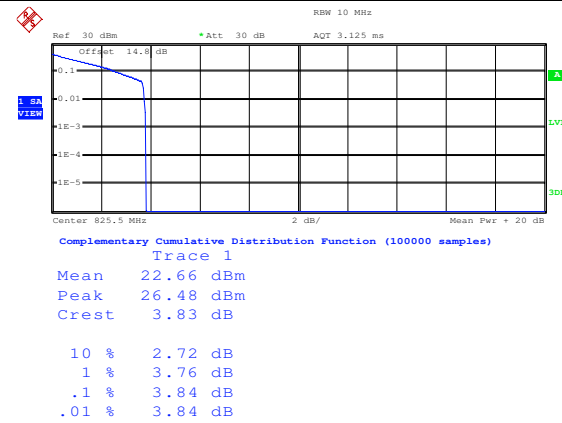 RBW 10 MHz
Ref 30 dBm *Att 30 dB AQT 3.125 ms
Offset 14.8 dB
0.1
A
0.01
1 SA
VIEW
1E-3
1E-4
1E-5
Center 825.5 MHz 2 dB/ Mean Pwr + 20 dB
Complementary Cumulative Distribution Function (100000 samples)
Trace 1
Mean 22.66 dBm
Peak 26.48 dBm
Crest 3.83 dB
10 % 2.72 dB
1 % 3.76 dB
.1 % 3.84 dB
.01 % 3.84 dB